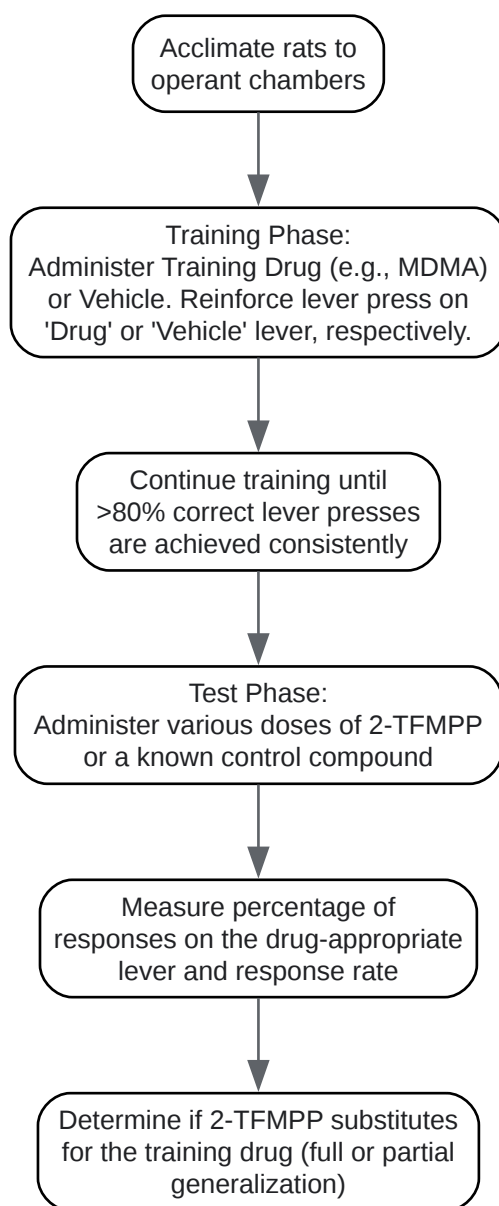 Acclimate rats to
operant chambers
Training Phase:
Administer Training Drug (e.g., MDMA)
or Vehicle. Reinforce lever press on
'Drug' or 'Vehicle' lever, respectively.
Continue training until
>80% correct lever presses
are achieved consistently
Test Phase:
Administer various doses of 2-TFMPP
or a known control compound
Measure percentage of
responses on the drug-appropriate
lever and response rate
Determine if 2-TFMPP substitutes
for the training drug (full or partial
generalization)